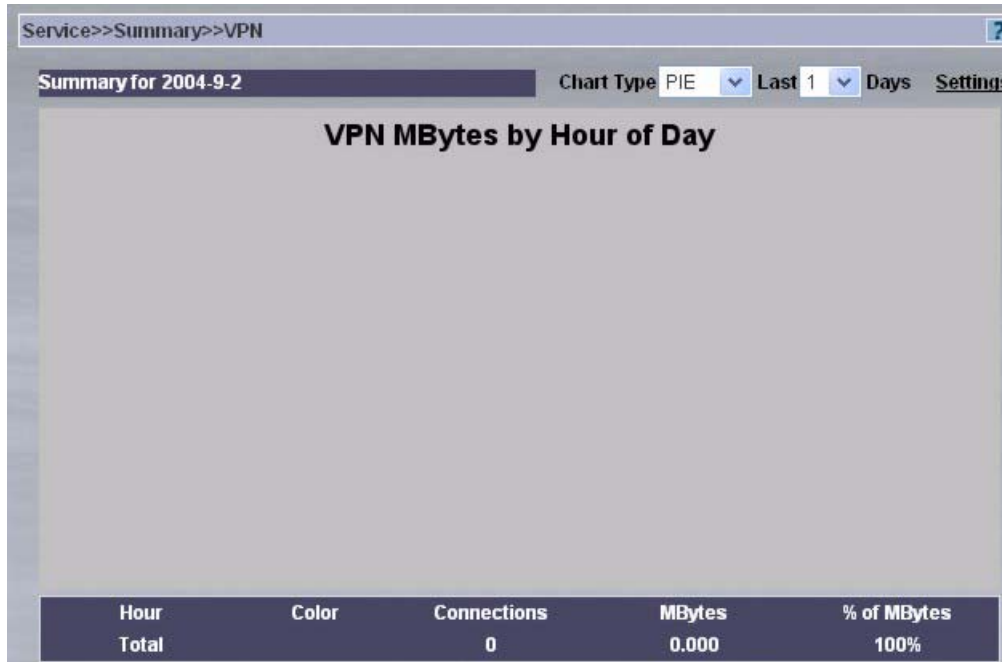 Service>>Summary>>VPN ?
Summary for 2004-9-2 Chart Type PIE Last 1 Days Settings
VPN MBytes by Hour of Day
Hour Color Connections MBytes % of MBytes
Total 0 0.000 100%